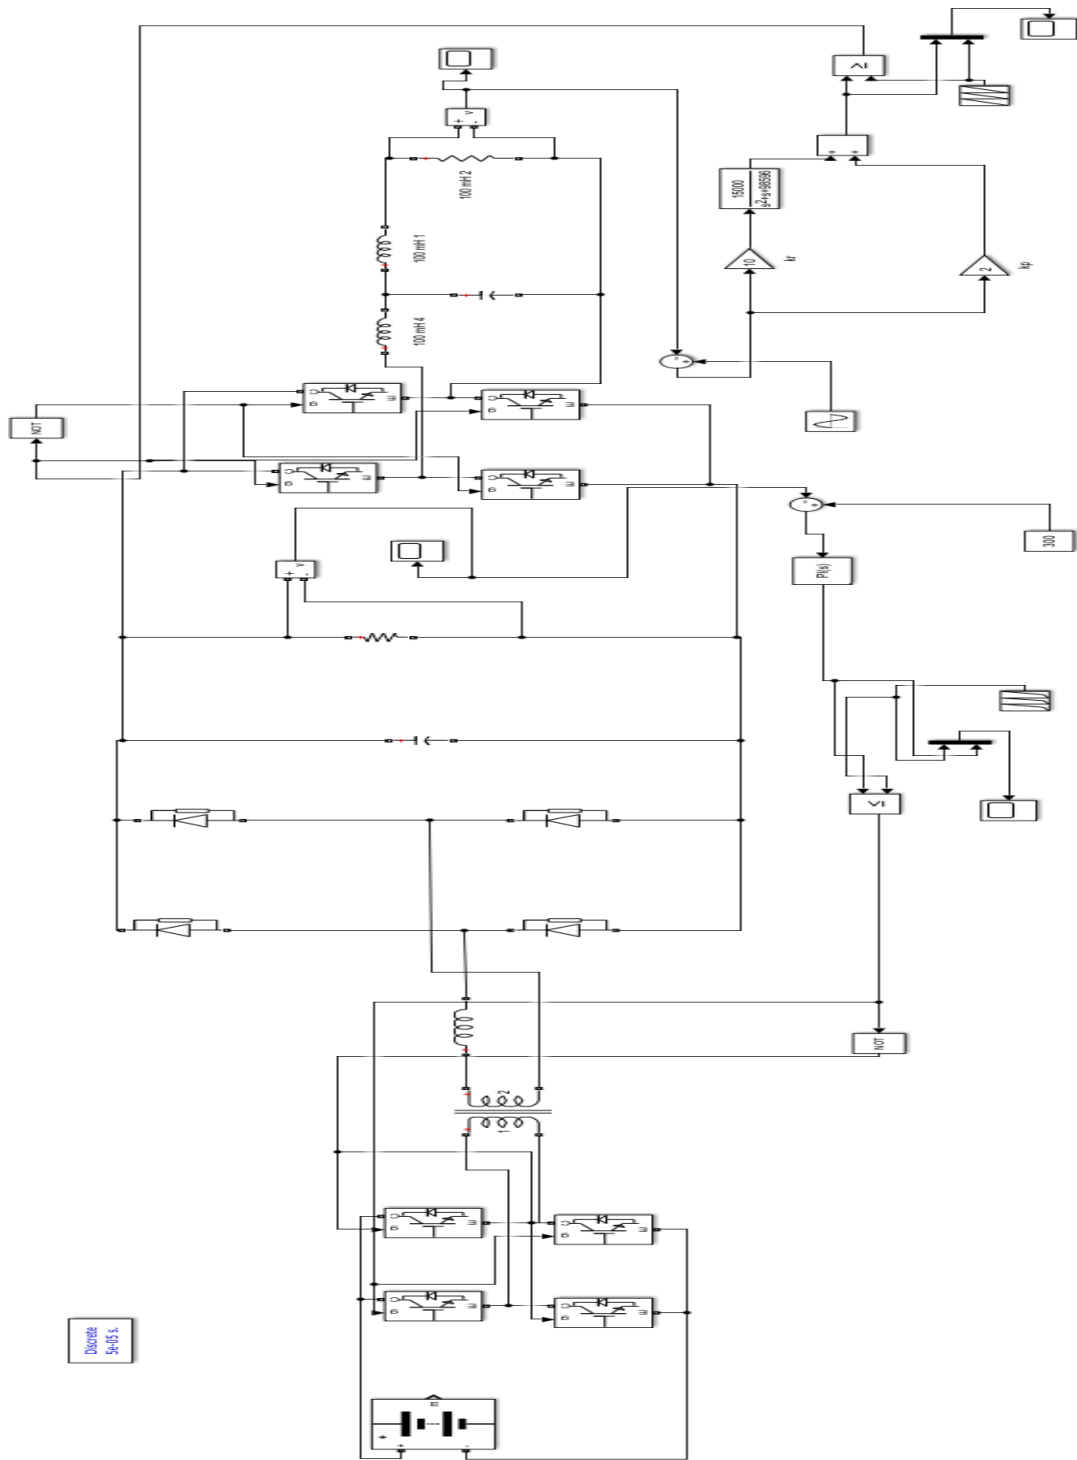 Discrete
5e-05 s.
m
+
-
g
C
E
g
C
E
g
C
E
g
C
E
1
2
NOT
<=
PI(s)
300
+
-
v
g
C
E
g
C
E
g
C
E
g
C
E
NOT
100 mH 4
100 mH 1
100 mH 2
+
-
v
10
kr
2
kp
15000
s²+s+98596
+
+
>=